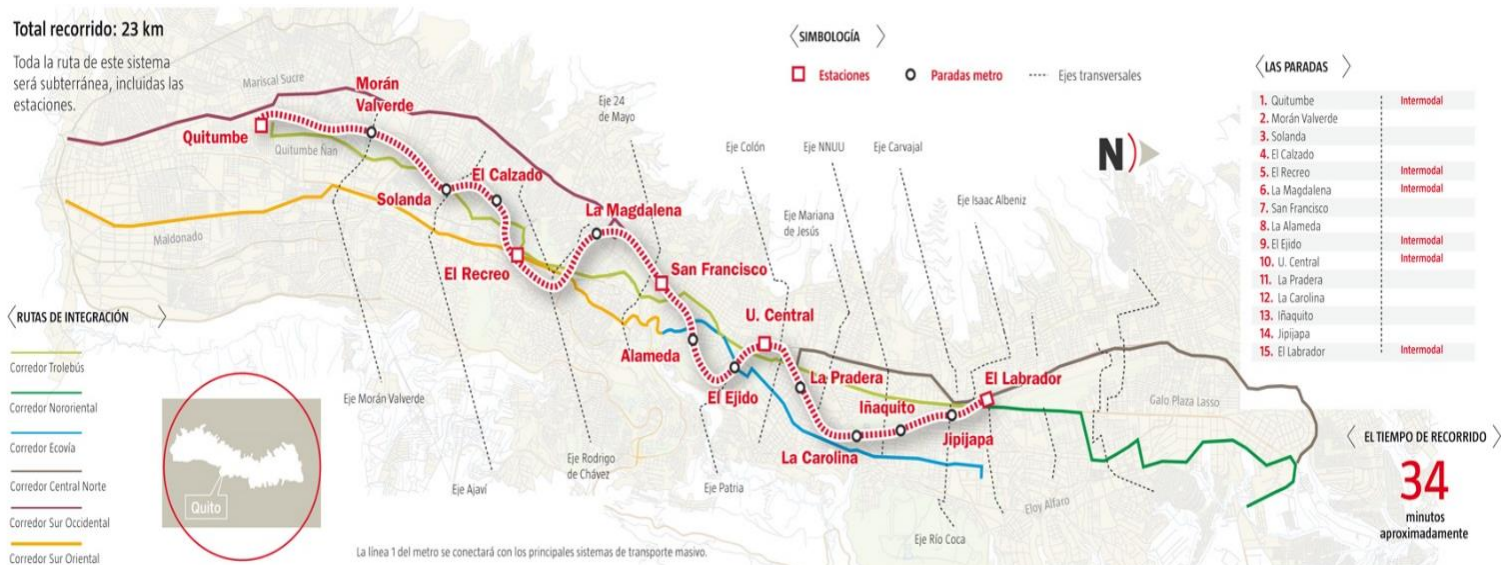 Total recorrido: 23 km
Toda la ruta de este sistema
será subterránea, incluidas las
estaciones.
SIMBOLOGÍA
Estaciones
Paradas metro
Ejes transversales
LAS PARADAS
1. Quitumbe Intermodal
2. Morán Valverde
3. Solanda
4. El Calzado
5. El Recreo Intermodal
6. La Magdalena Intermodal
7. San Francisco
8. La Alameda
9. El Ejido Intermodal
10. U. Central Intermodal
11. La Pradera
12. La Carolina
13. Iñaquito
14. Jipijapa
15. El Labrador Intermodal
N
Mariscal Sucre
Morán
Valverde
Quitumbe
Quitumbe Ñan
Eje 24
de Mayo
Eje Colón
Eje NNUU
Eje Carvajal
El Calzado
Solanda
La Magdalena
Eje Mariana
de Jesús
Eje Isaac Albeniz
Maldonado
El Recreo
San Francisco
U. Central
Alameda
El Ejido
La Pradera
El Labrador
Iñaquito
Jipijapa
La Carolina
Galo Plaza Lasso
Eje Morán Valverde
Eje Rodrigo
de Chávez
Eje Ajaví
Eje Patria
Eloy Alfaro
Eje Río Coca
RUTAS DE INTEGRACIÓN
Corredor Trolebús
Corredor Nororiental
Corredor Ecovía
Corredor Central Norte
Corredor Sur Occidental
Corredor Sur Oriental
Quito
La línea 1 del metro se conectará con los principales sistemas de transporte masivo.
EL TIEMPO DE RECORRIDO
34
minutos
aproximadamente